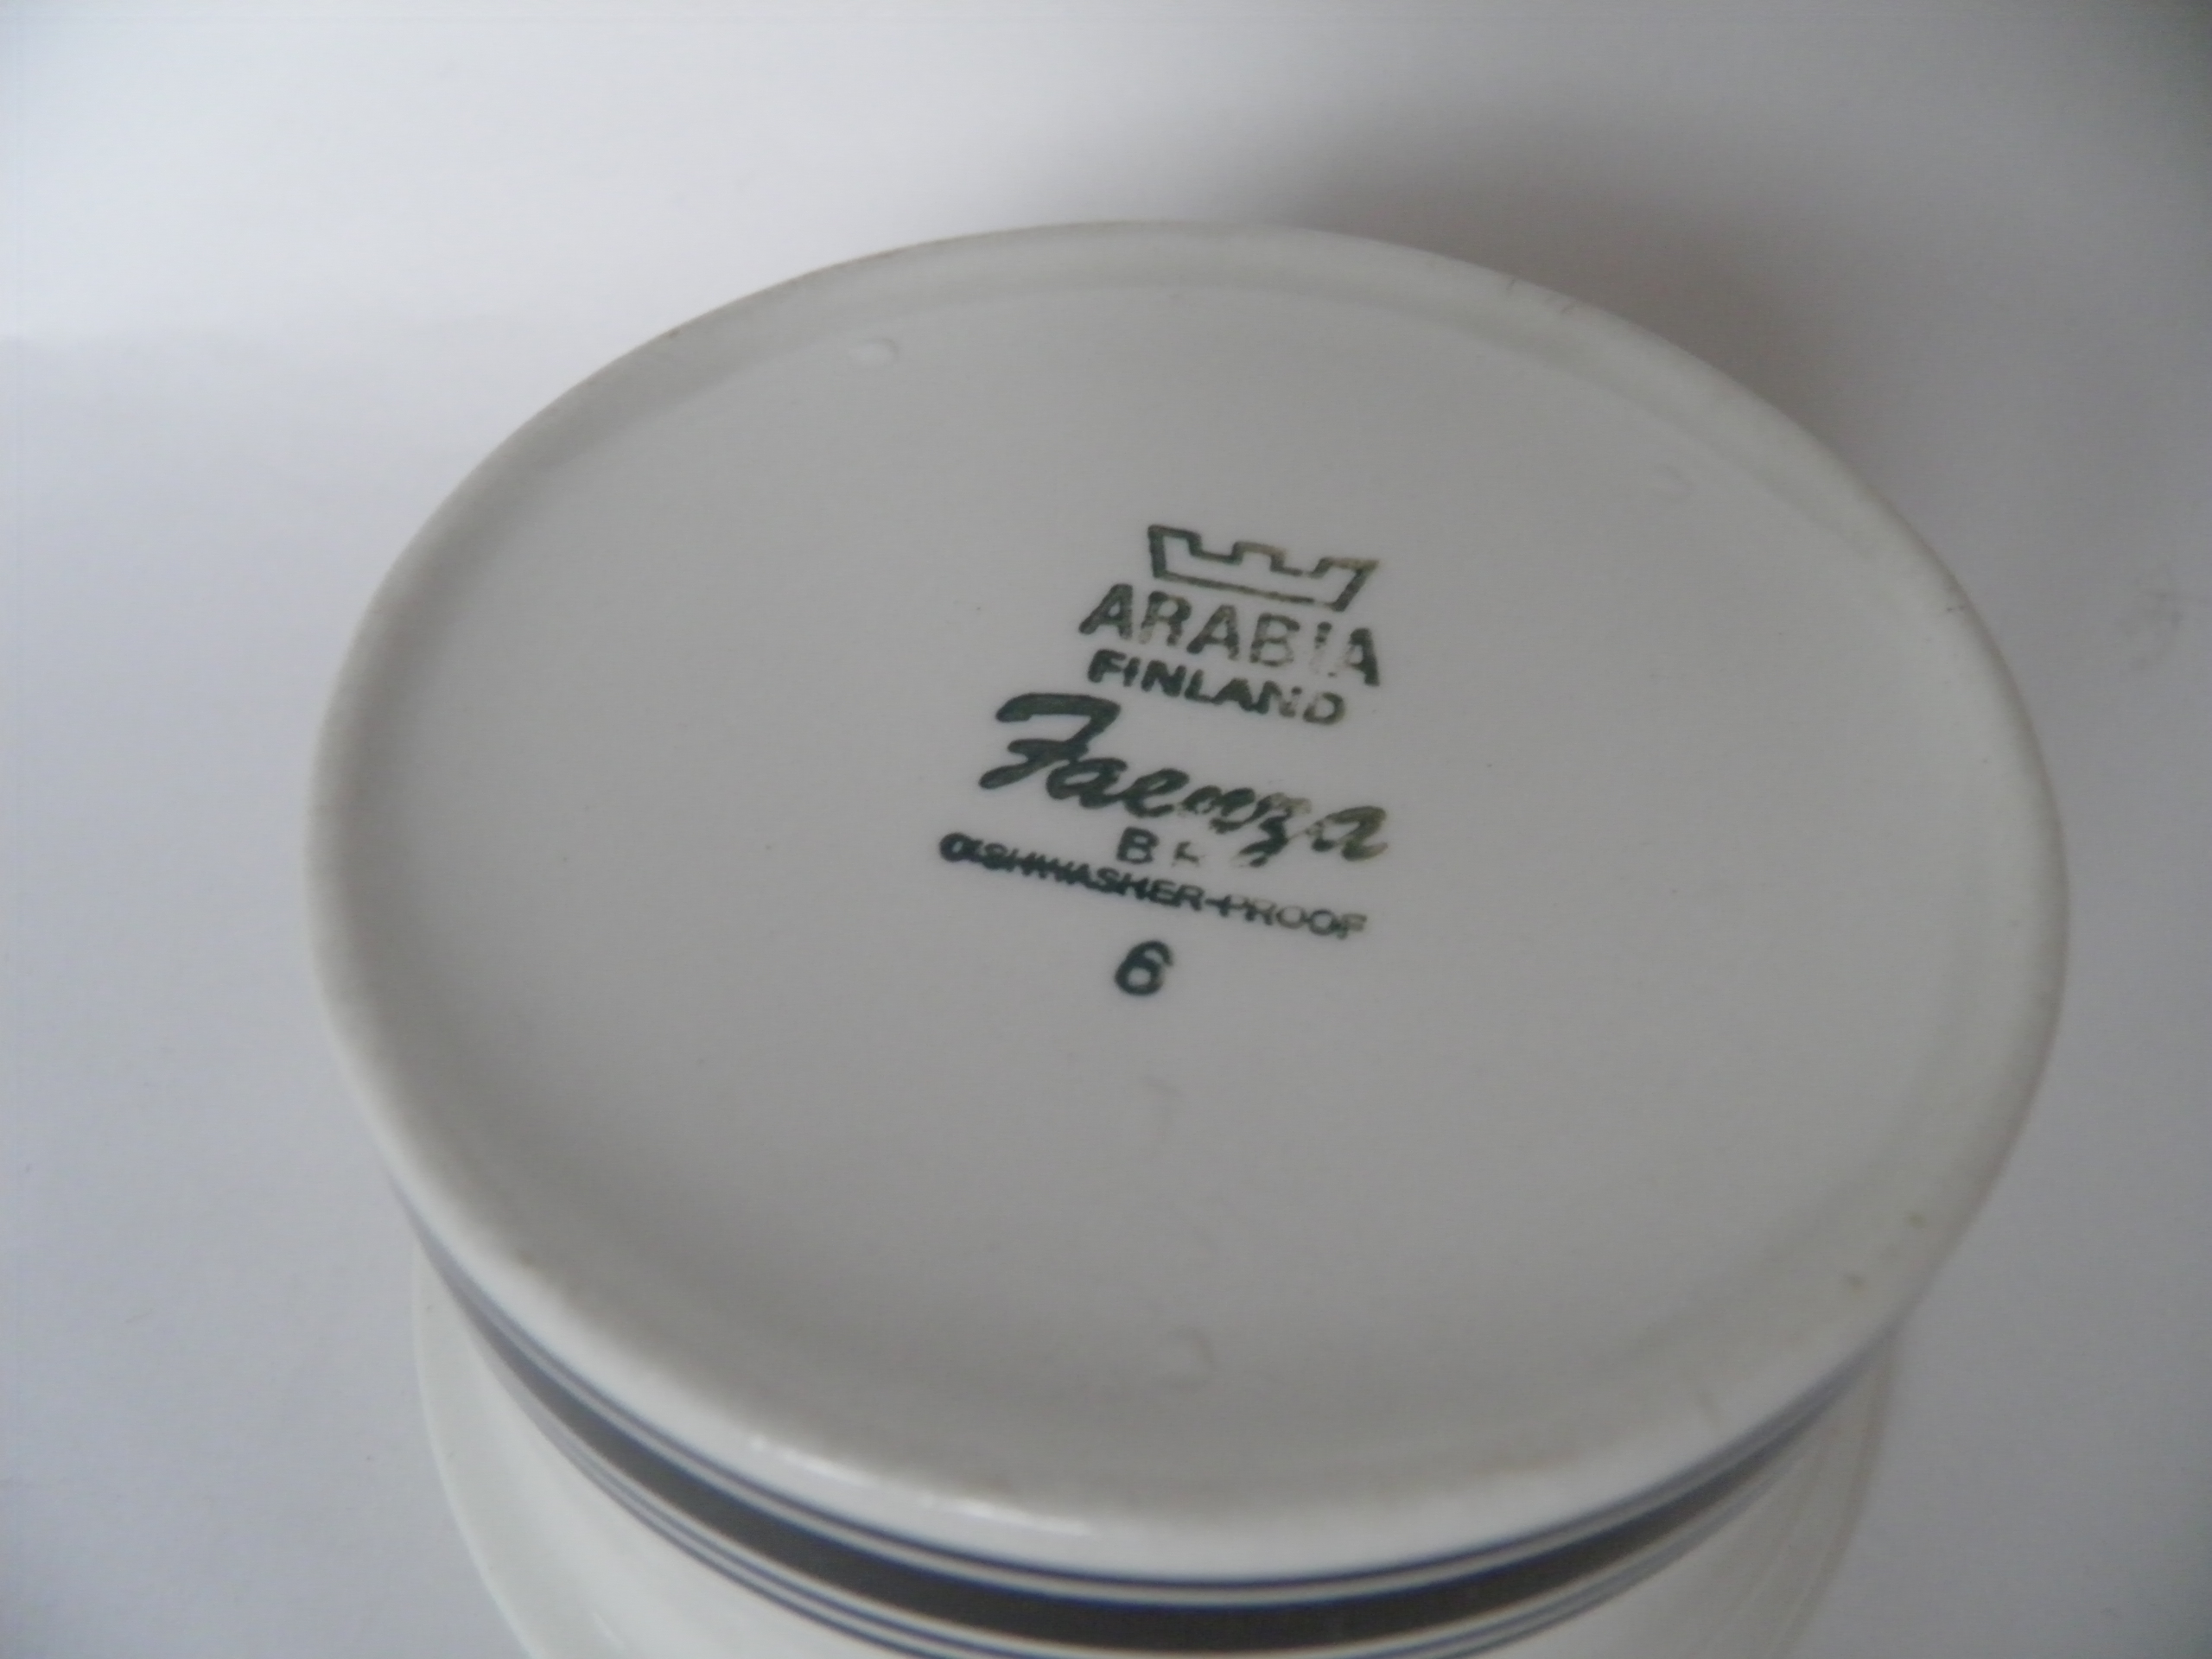 ARABIA
FINLAND
Faenza
DISHWASHER-PROOF
6